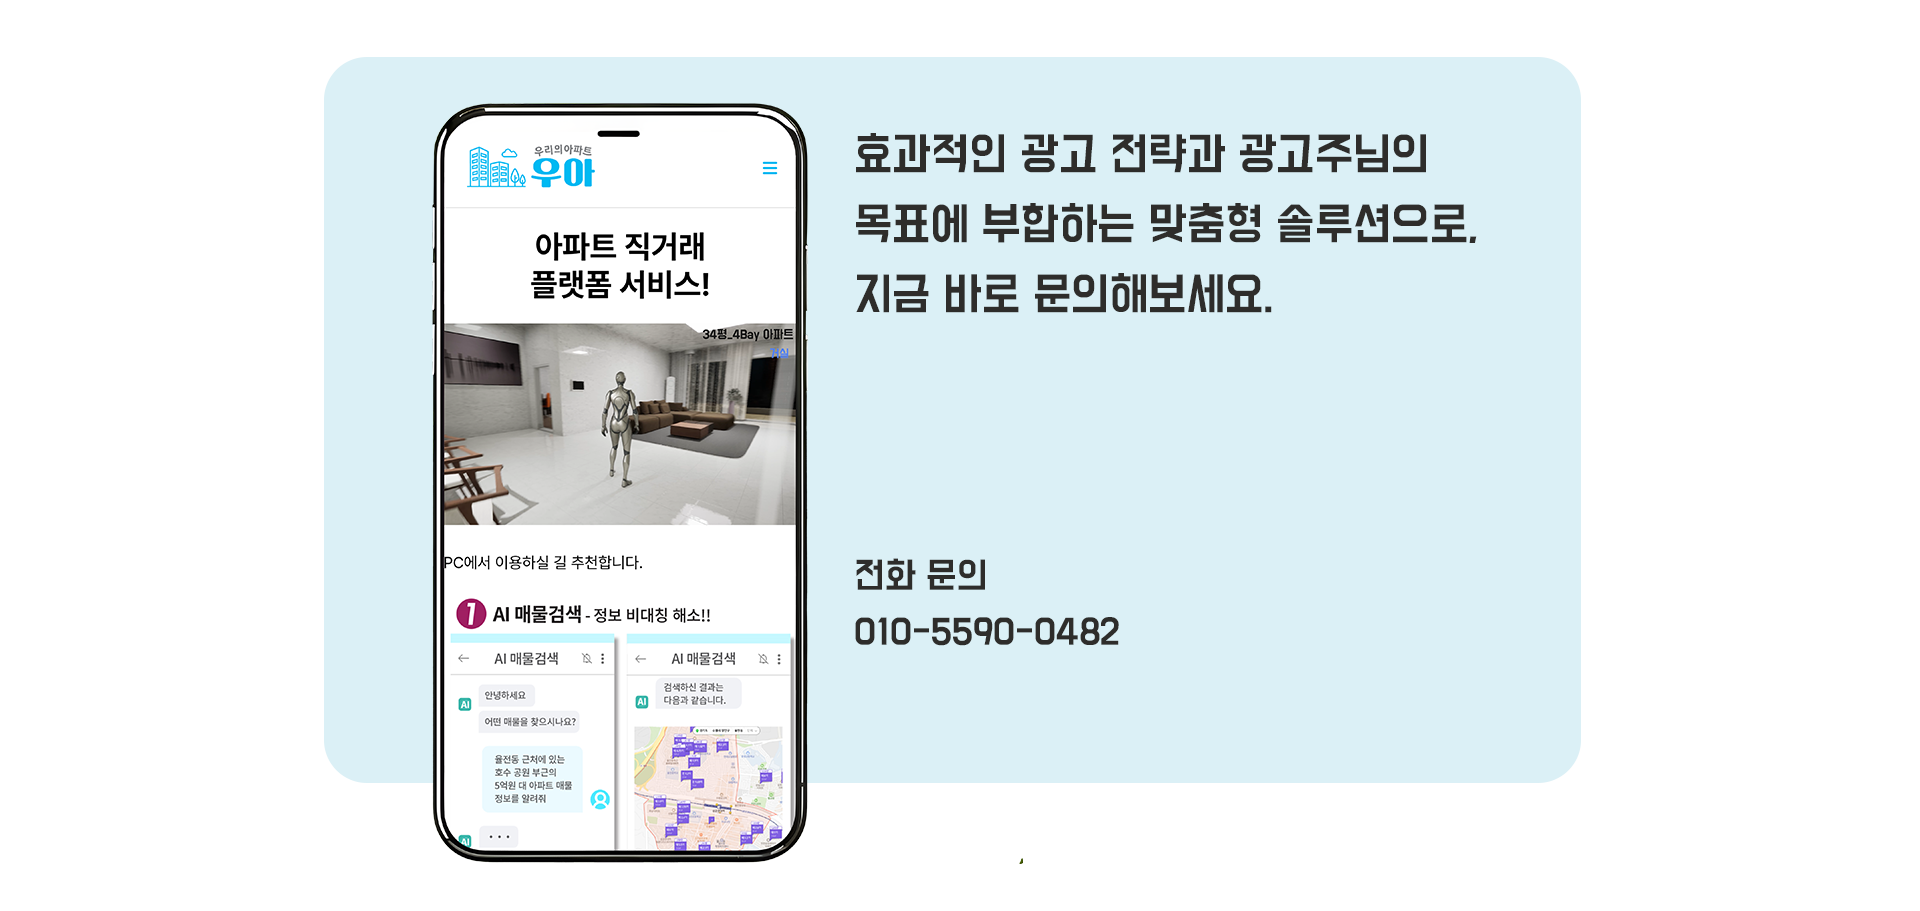 우리의아파트
우아
아파트 직거래
플랫폼 서비스!
34평_4Bay 아파트
거실
PC에서 이용하실 길 추천합니다.
1 AI 매물검색 - 정보 비대칭 해소!!
AI 매물검색
안녕하세요
AI
어떤 매물을 찾으시나요?
율전동 근처에 있는
호수 공원 부근의
5억원 대 아파트 매물
정보를 알려줘
AI
AI 매물검색
검색하신 결과는
AI 다음과 같습니다.
효과적인 광고 전략과 광고주님의
목표에 부합하는 맞춤형 솔루션으로,
지금 바로 문의해보세요.
전화 문의
010-5590-0482